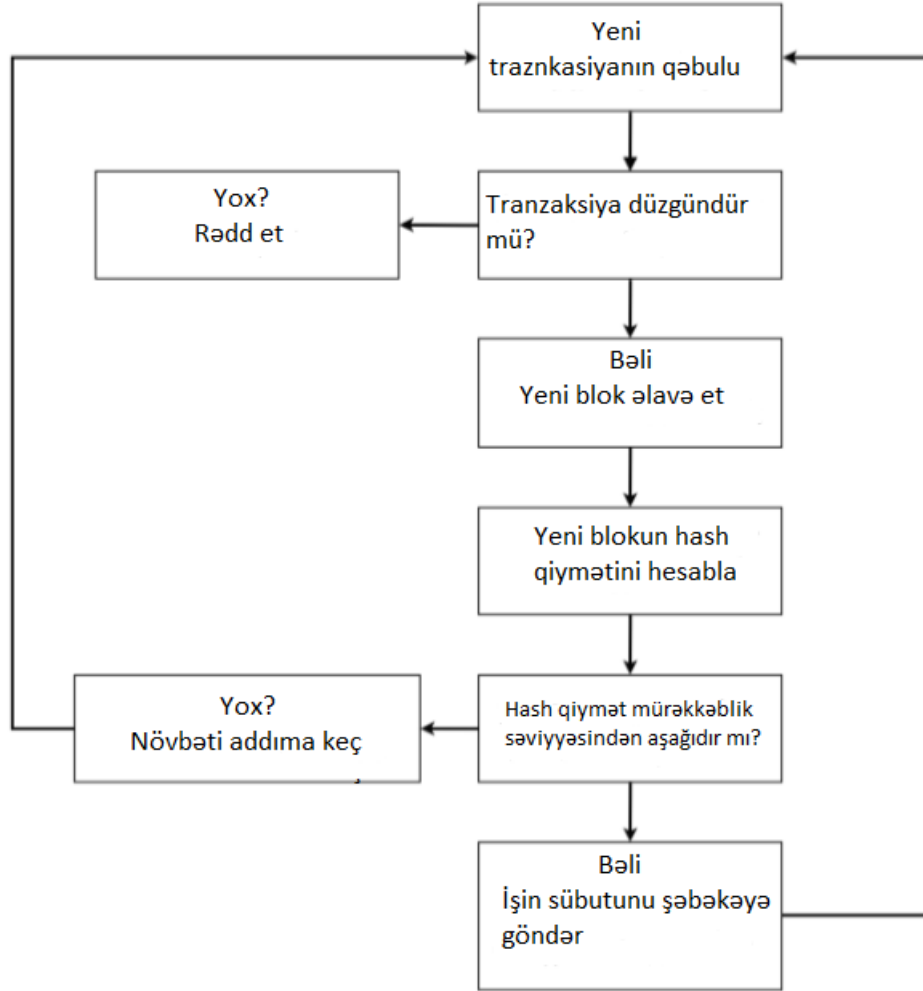 Yeni
traznkasiyanın qəbulu
Yox?
Rədd et
Tranzaksiya düzgündür
mü?
Bəli
Yeni blok əlavə et
Yeni blokun hash
qiymətini hesabla
Yox?
Növbəti addıma keç
Hash qiymət mürəkkəblik
səviyyəsindən aşağıdır mı?
Bəli
İşin sübutunu şəbəkəyə
göndər